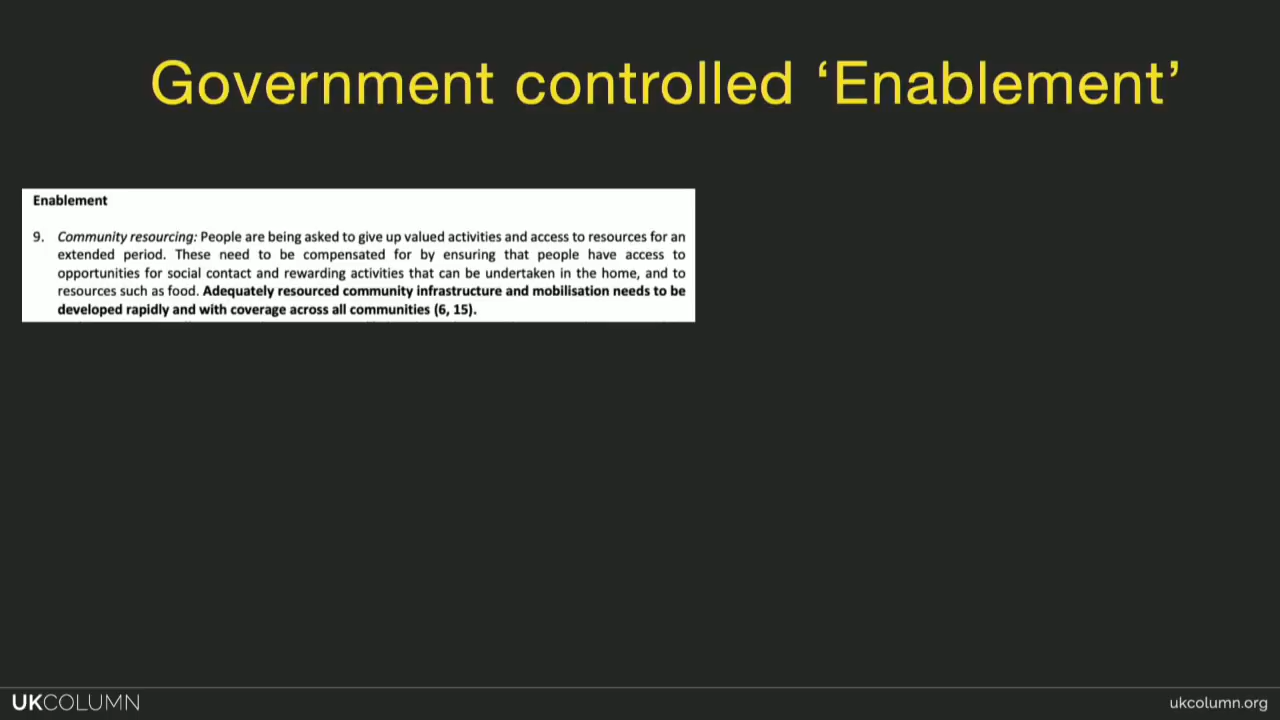 Government controlled ‘Enablement’
Enablement
9. Community resourcing: People are being asked to give up valued activities and access to resources for an
extended period. These need to be compensated for by ensuring that people have access to
opportunities for social contact and rewarding activities that can be undertaken in the home, and to
resources such as food. Adequately resourced community infrastructure and mobilisation needs to be
developed rapidly and with coverage across all communities (6, 15).
UKCOLUMN
ukcolumn.org